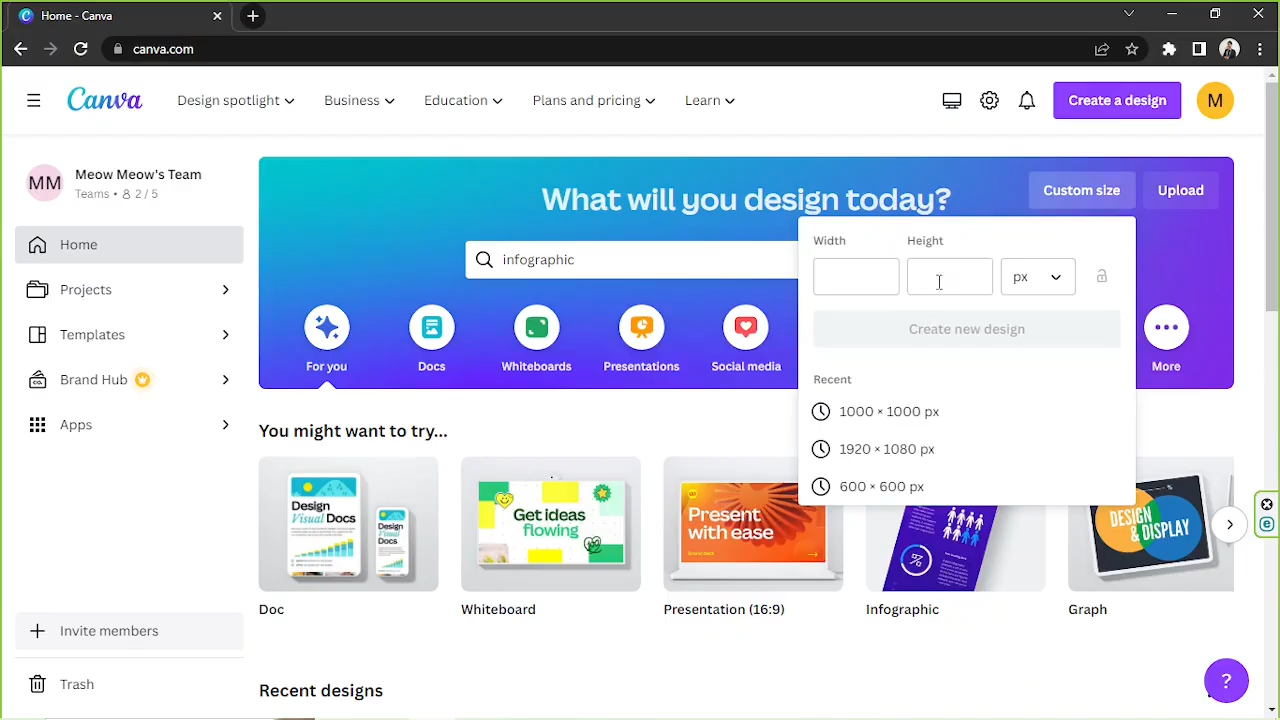 Home - Canva
canva.com
Canva
Design spotlight
Business
Education
Plans and pricing
Learn
Create a design
M
MM
Meow Meow's Team
Teams • 2 / 5
Home
Projects
Templates
Brand Hub
Apps
Invite members
Trash
What will you design today?
Custom size
Upload
infographic
For you
Docs
Whiteboards
Presentations
Social media
More
Width
Height
px
Create new design
Recent
1000 × 1000 px
1920 × 1080 px
600 × 600 px
You might want to try...
Design
Visual Docs
Design
Visual Docs
Doc
Get ideas
flowing
Whiteboard
Present
with ease
Presentation (16:9)
Infographic
DESIGN
& DISPLAY
Graph
Recent designs
?